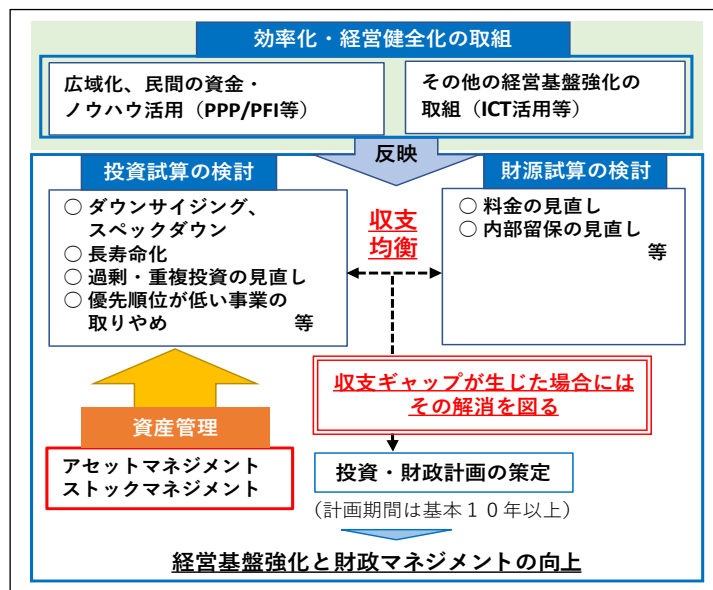 効率化・経営健全化の取組
広域化、民間の資金・
ノウハウ活用（PPP/PFI等）
その他の経営基盤強化の
取組（ICT活用等）
反映
投資試算の検討
○ ダウンサイジング、
スペックダウン
○ 長寿命化
○ 過剰・重複投資の見直し
○ 優先順位が低い事業の
取りやめ 等
収支
均衡
財源試算の検討
○ 料金の見直し
○ 内部留保の見直し
等
資産管理
アセットマネジメント
ストックマネジメント
収支ギャップが生じた場合には
その解消を図る
投資・財政計画の策定
（計画期間は基本１０年以上）
経営基盤強化と財政マネジメントの向上